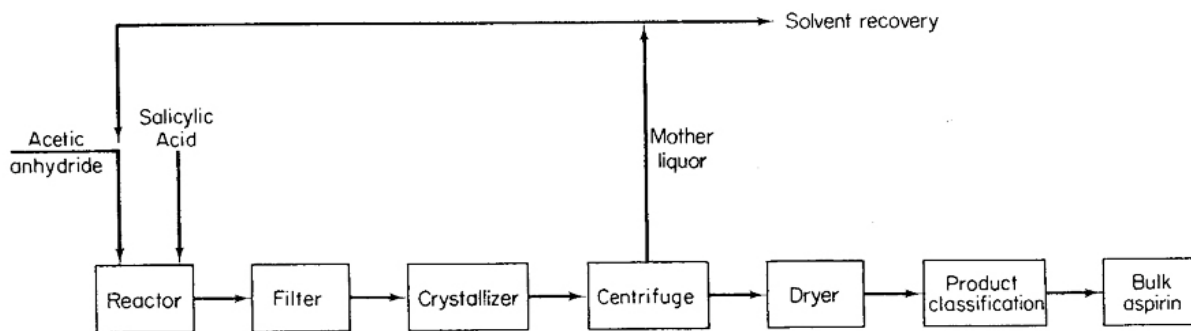 Solvent recovery
Salicylic
Acid
Acetic
anhydride
Mother
liquor
Reactor
Filter
Crystallizer
Centrifuge
Dryer
Product
classification
Bulk
aspirin